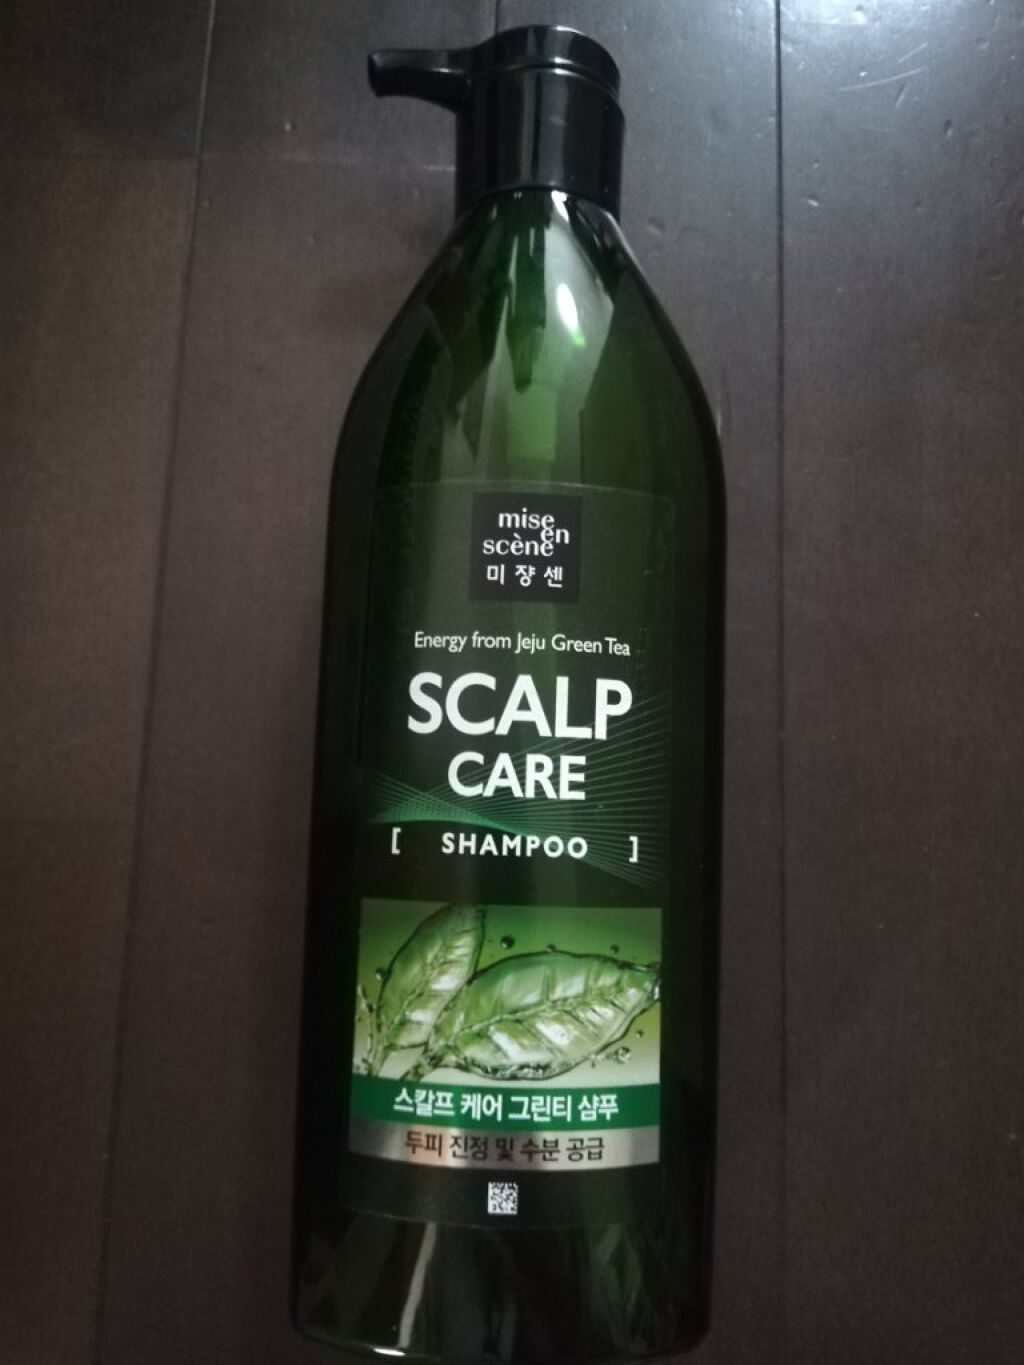 mise
en
scène
미쟝센
Energy from Jeju Green Tea
SCALP
CARE
[ SHAMPOO ]
스칼프 케어 그린티 샴푸
두피 진정 및 수분 공급